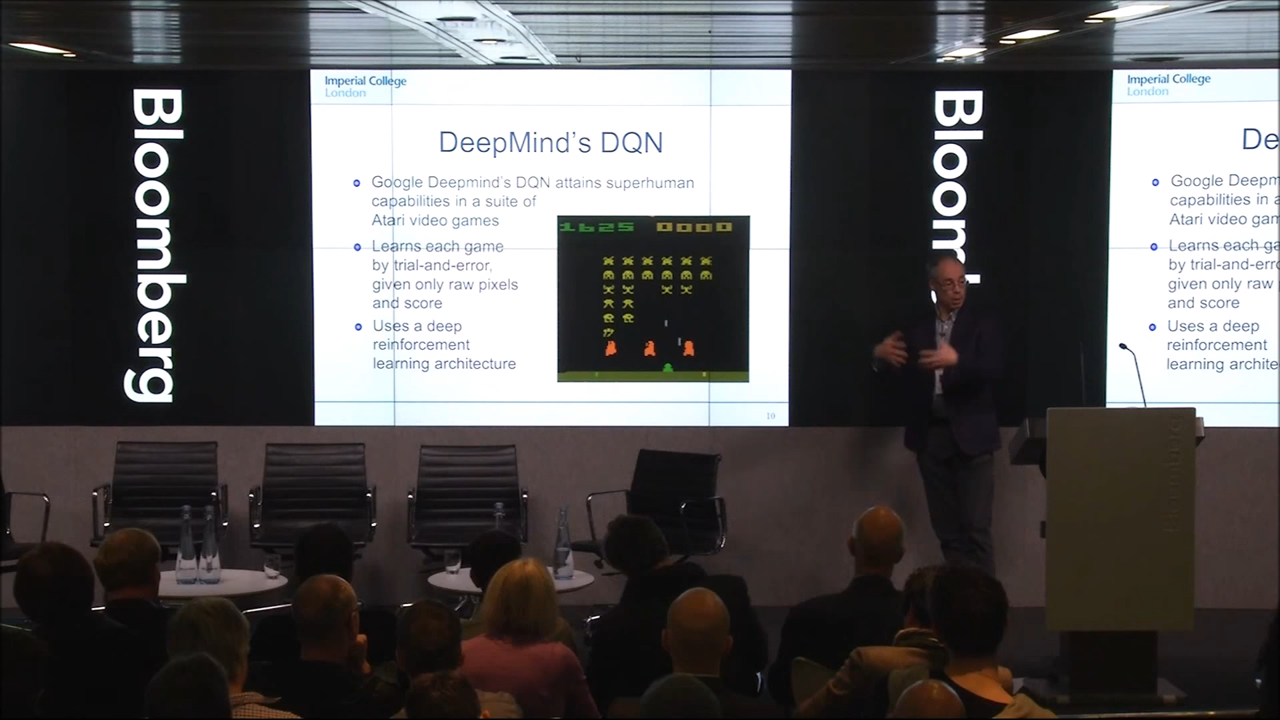 Bloomberg
Imperial College
London
DeepMind's DQN
Google Deepmind's DQN attains superhuman
capabilities in a suite of
Atari video games
Learns each game
by trial-and-error,
given only raw pixels
and score
Uses a deep
reinforcement
learning architecture
1625 0000
19
Bloomb
Imperial College
London
De
Google Deepm
capabilities in a
Atari video gam
Learns each ga
by trial-and-erro
given only raw
and score
Uses a deep
reinforcement
learning archite
Bloomberg